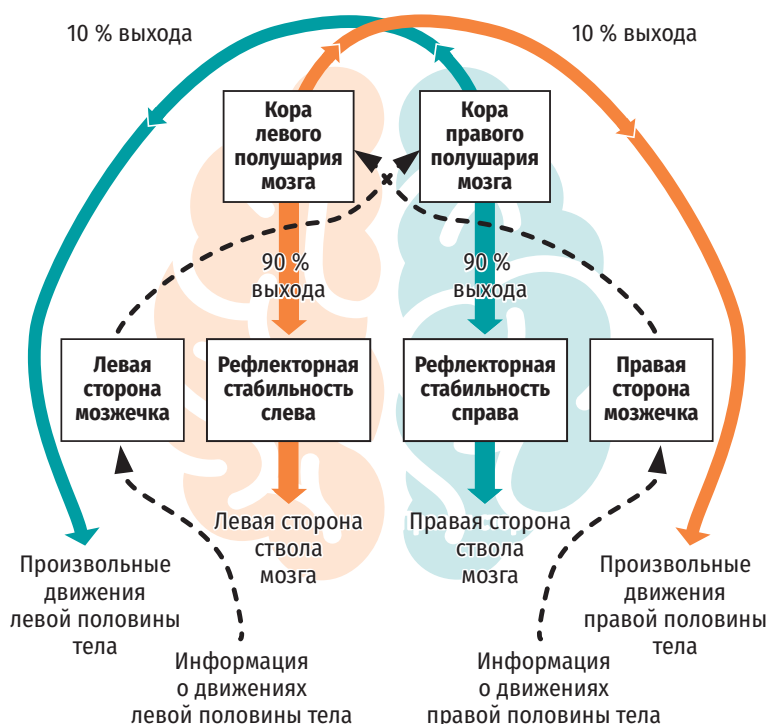 10 % выхода
10 % выхода
Кора
левого
полушария
мозга
Кора
правого
полушария
мозга
90 %
выхода
90 %
выхода
Левая
сторона
мозжечка
Рефлекторная
стабильность
слева
Рефлекторная
стабильность
справа
Правая
сторона
мозжечка
Левая сторона
ствола
мозга
Правая сторона
ствола
мозга
Произвольные
движения
левой половины
тела
Произвольные
движения
правой половины
тела
Информация
о движениях
левой половины тела
Информация
о движениях
правой половины тела